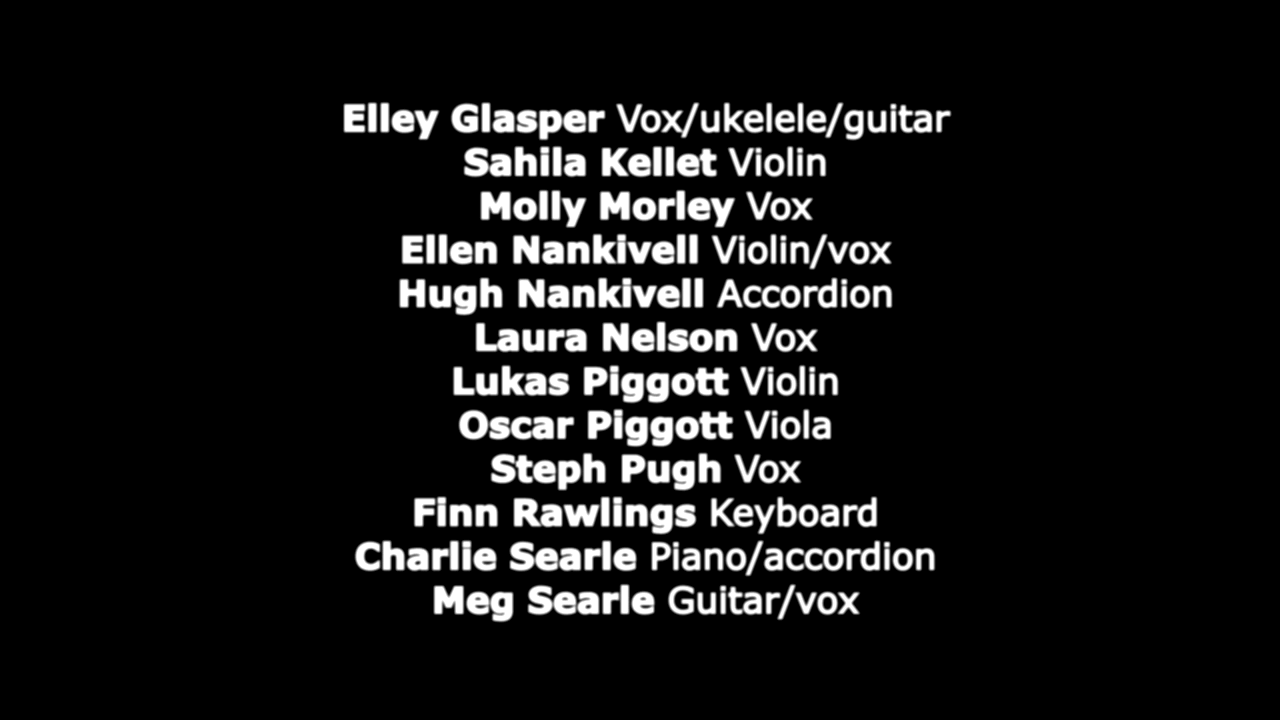 Elley Glasper Vox/ukelele/guitar
Sahila Kellet Violin
Molly Morley Vox
Ellen Nankivell Violin/vox
Hugh Nankivell Accordion
Laura Nelson Vox
Lukas Piggott Violin
Oscar Piggott Viola
Steph Pugh Vox
Finn Rawlings Keyboard
Charlie Searle Piano/accordion
Meg Searle Guitar/vox